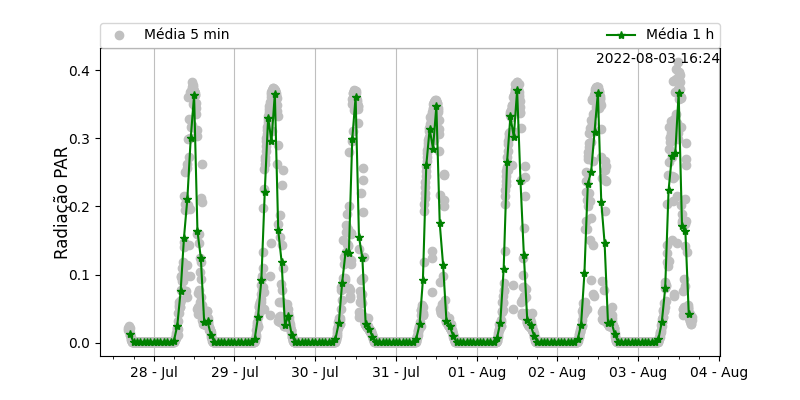 Média 5 min
Média 1 h
2022-08-03 16:24
Radiação PAR
0.4
0.3
0.2
0.1
0.0
28 - Jul
29 - Jul
30 - Jul
31 - Jul
01 - Aug
02 - Aug
03 - Aug
04 - Aug